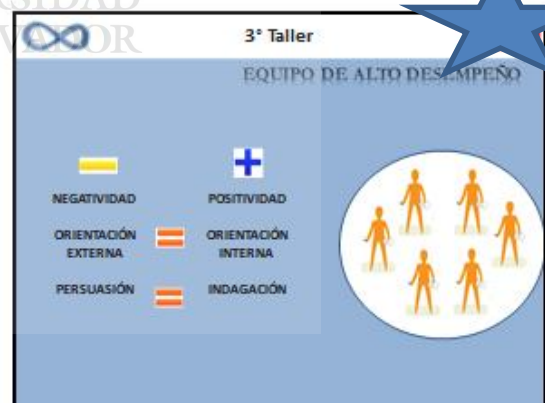 3° Taller
EQUIPO DE ALTO DESEMPEÑO
NEGATIVIDAD
POSITIVIDAD
ORIENTACIÓN
EXTERNA
ORIENTACIÓN
INTERNA
PERSUASIÓN
INDAGACIÓN